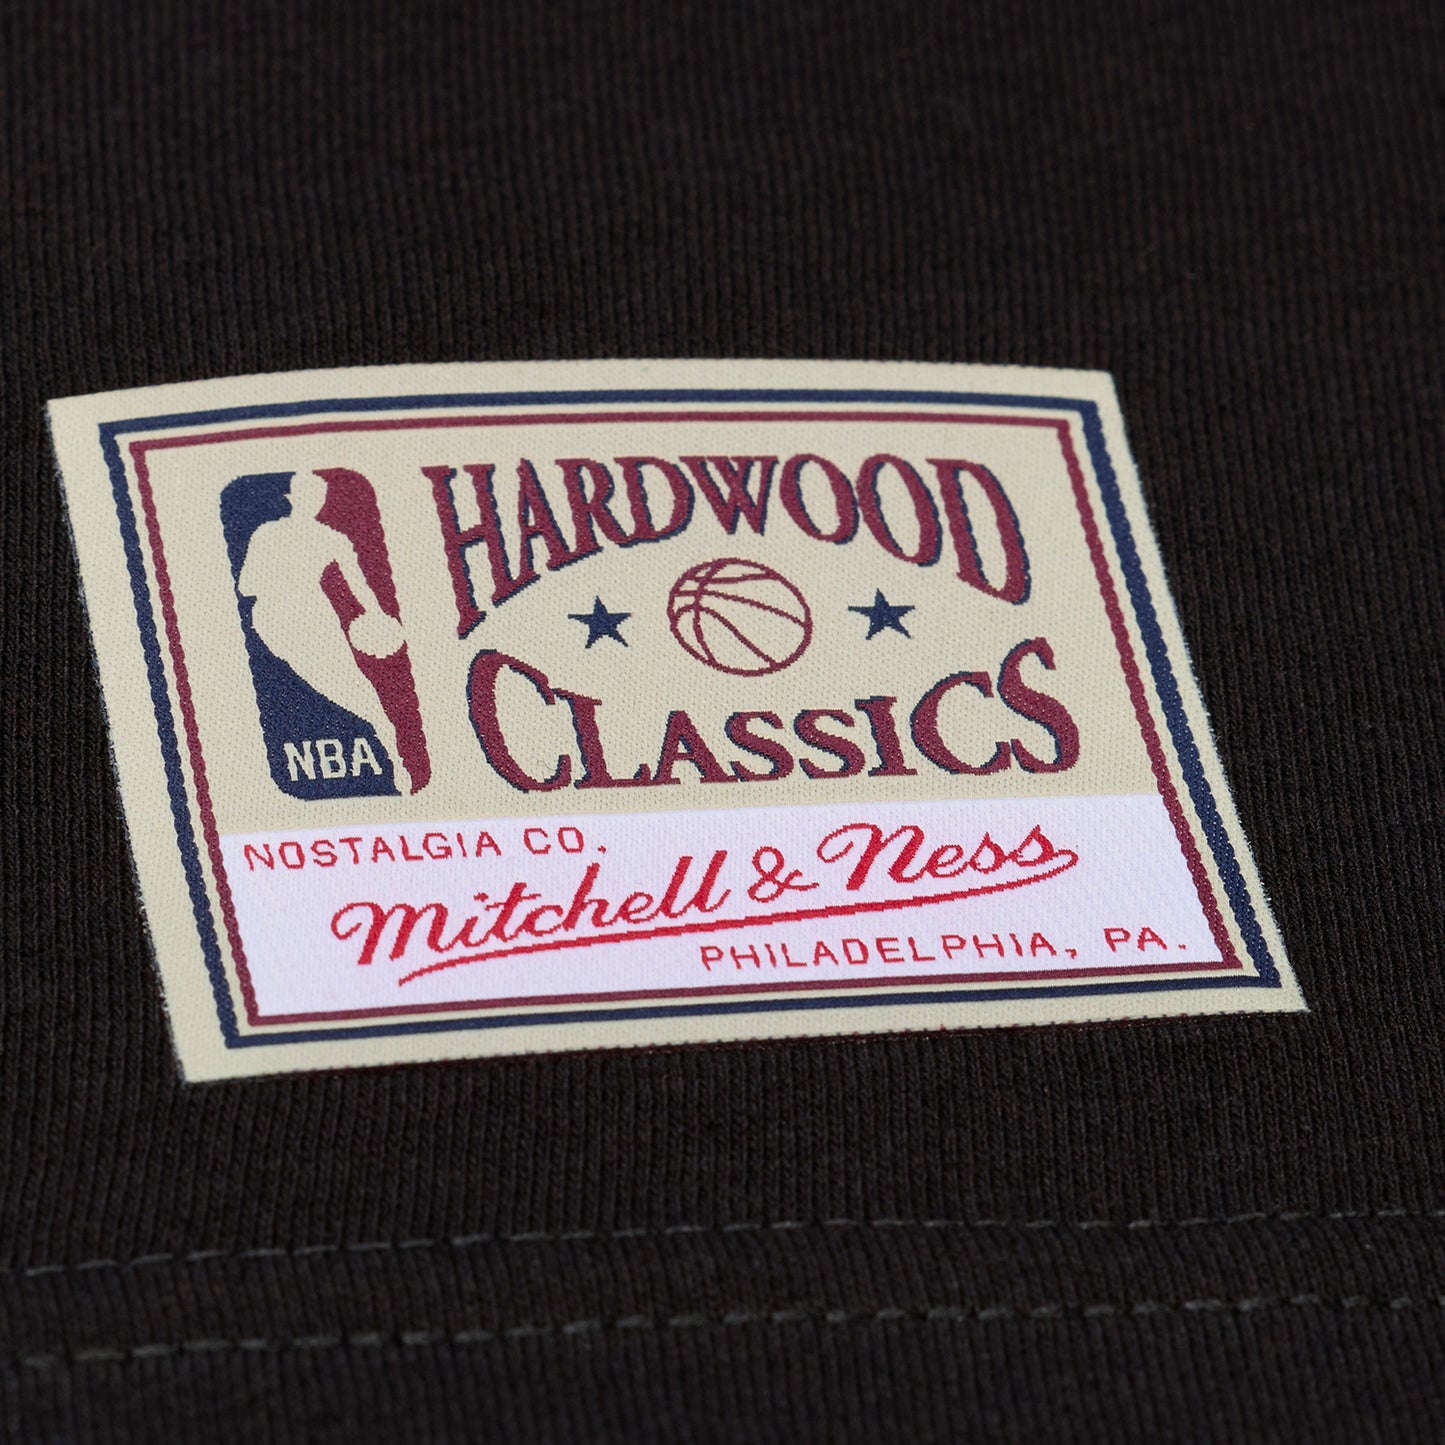 HARDWOOD
CLASSICS
NBA
NOSTALGIA CO.
Mitchell & Ness
PHILADELPHIA, PA.